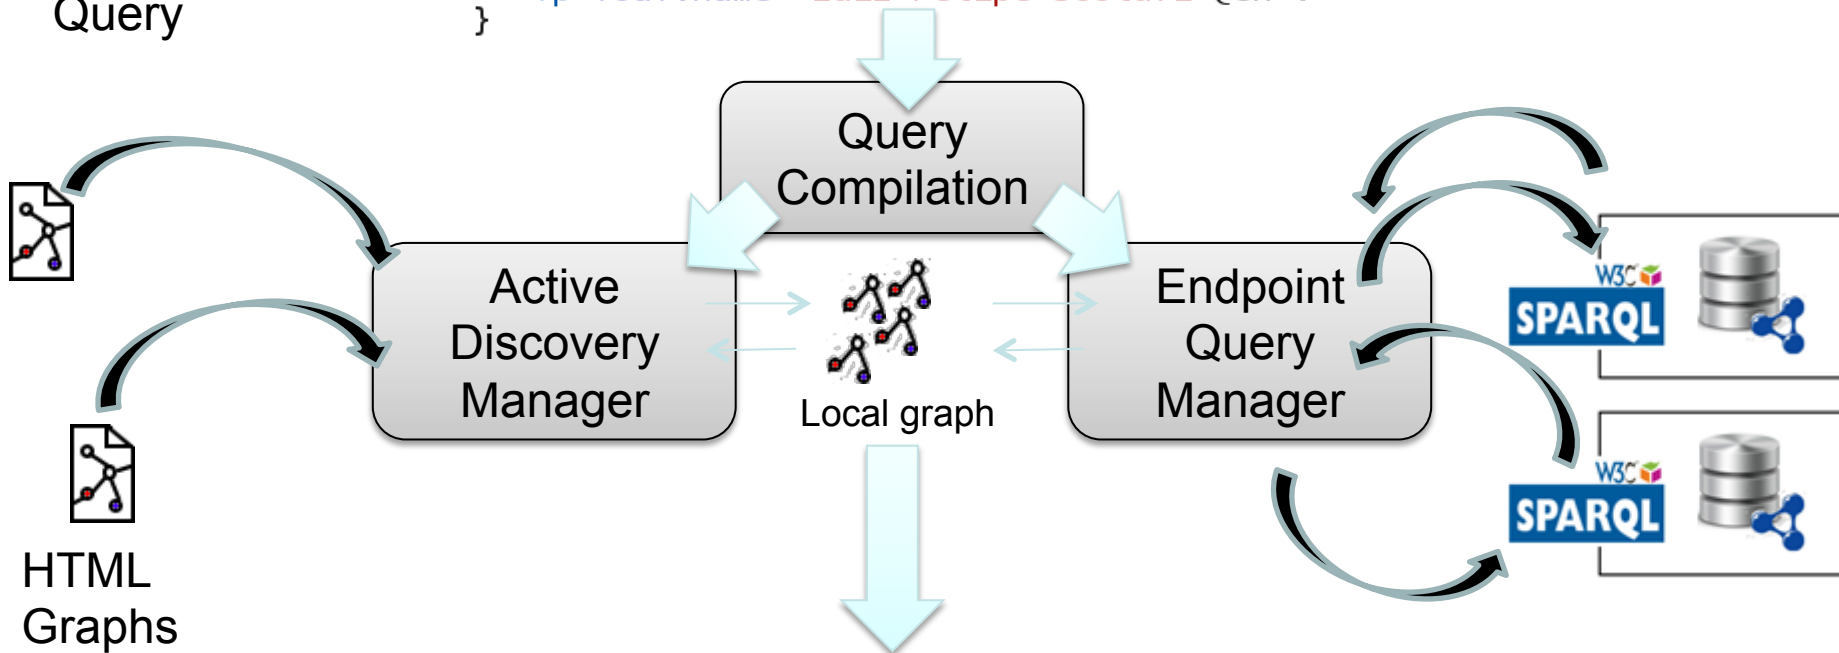 Query
}
Query
Compilation
Active
Discovery
Manager
Endpoint
Query
Manager
Local graph
W3C
SPARQL
W3C
SPARQL
HTML
Graphs